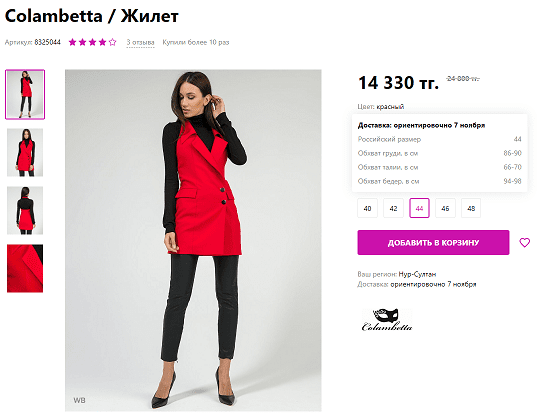 Colambetta / Жилет
Артикул: 8325044 3 отзыва Купили более 10 раз
14 330 тг. 24 888 тг.
Цвет: красный
Доставка: ориентировочно 7 ноября
Российский размер 44
Обхват груди, в см 86-90
Обхват талии, в см 66-70
Обхват бедер, в см 94-98
40 42 44 46 48
ДОБАВИТЬ В КОРЗИНУ
Ваш регион: Нур-Султан
Доставка: ориентировочно 7 ноября
Colambetta
WB